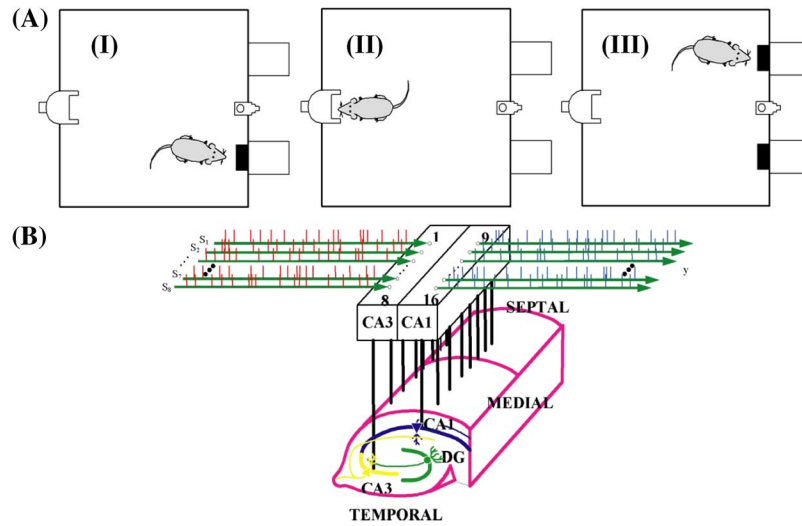 (A)
(I)
(II)
(III)
(B)
S₁
S₂
S₇
S₈
1
9
8
16
y
CA3
CA1
SEPTAL
MEDIAL
CA1
DG
CA3
TEMPORAL